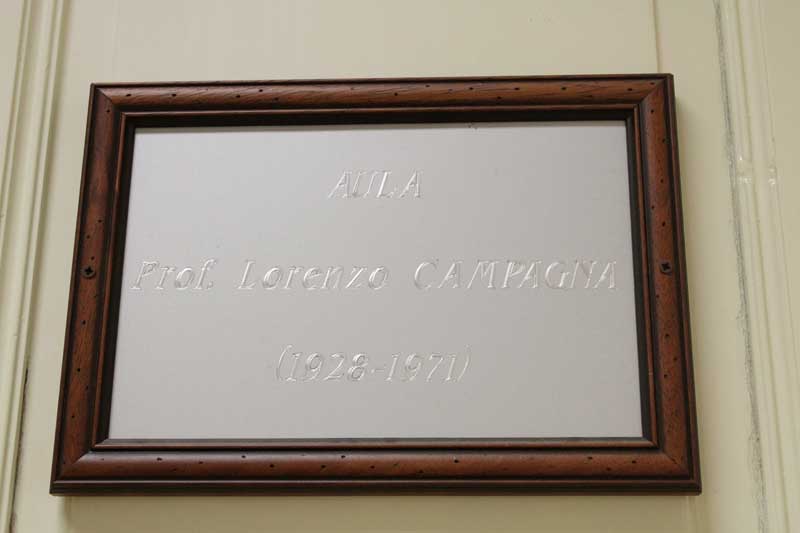 AULA
Prof. Lorenzo CAMPAGNA
(1928-1971)